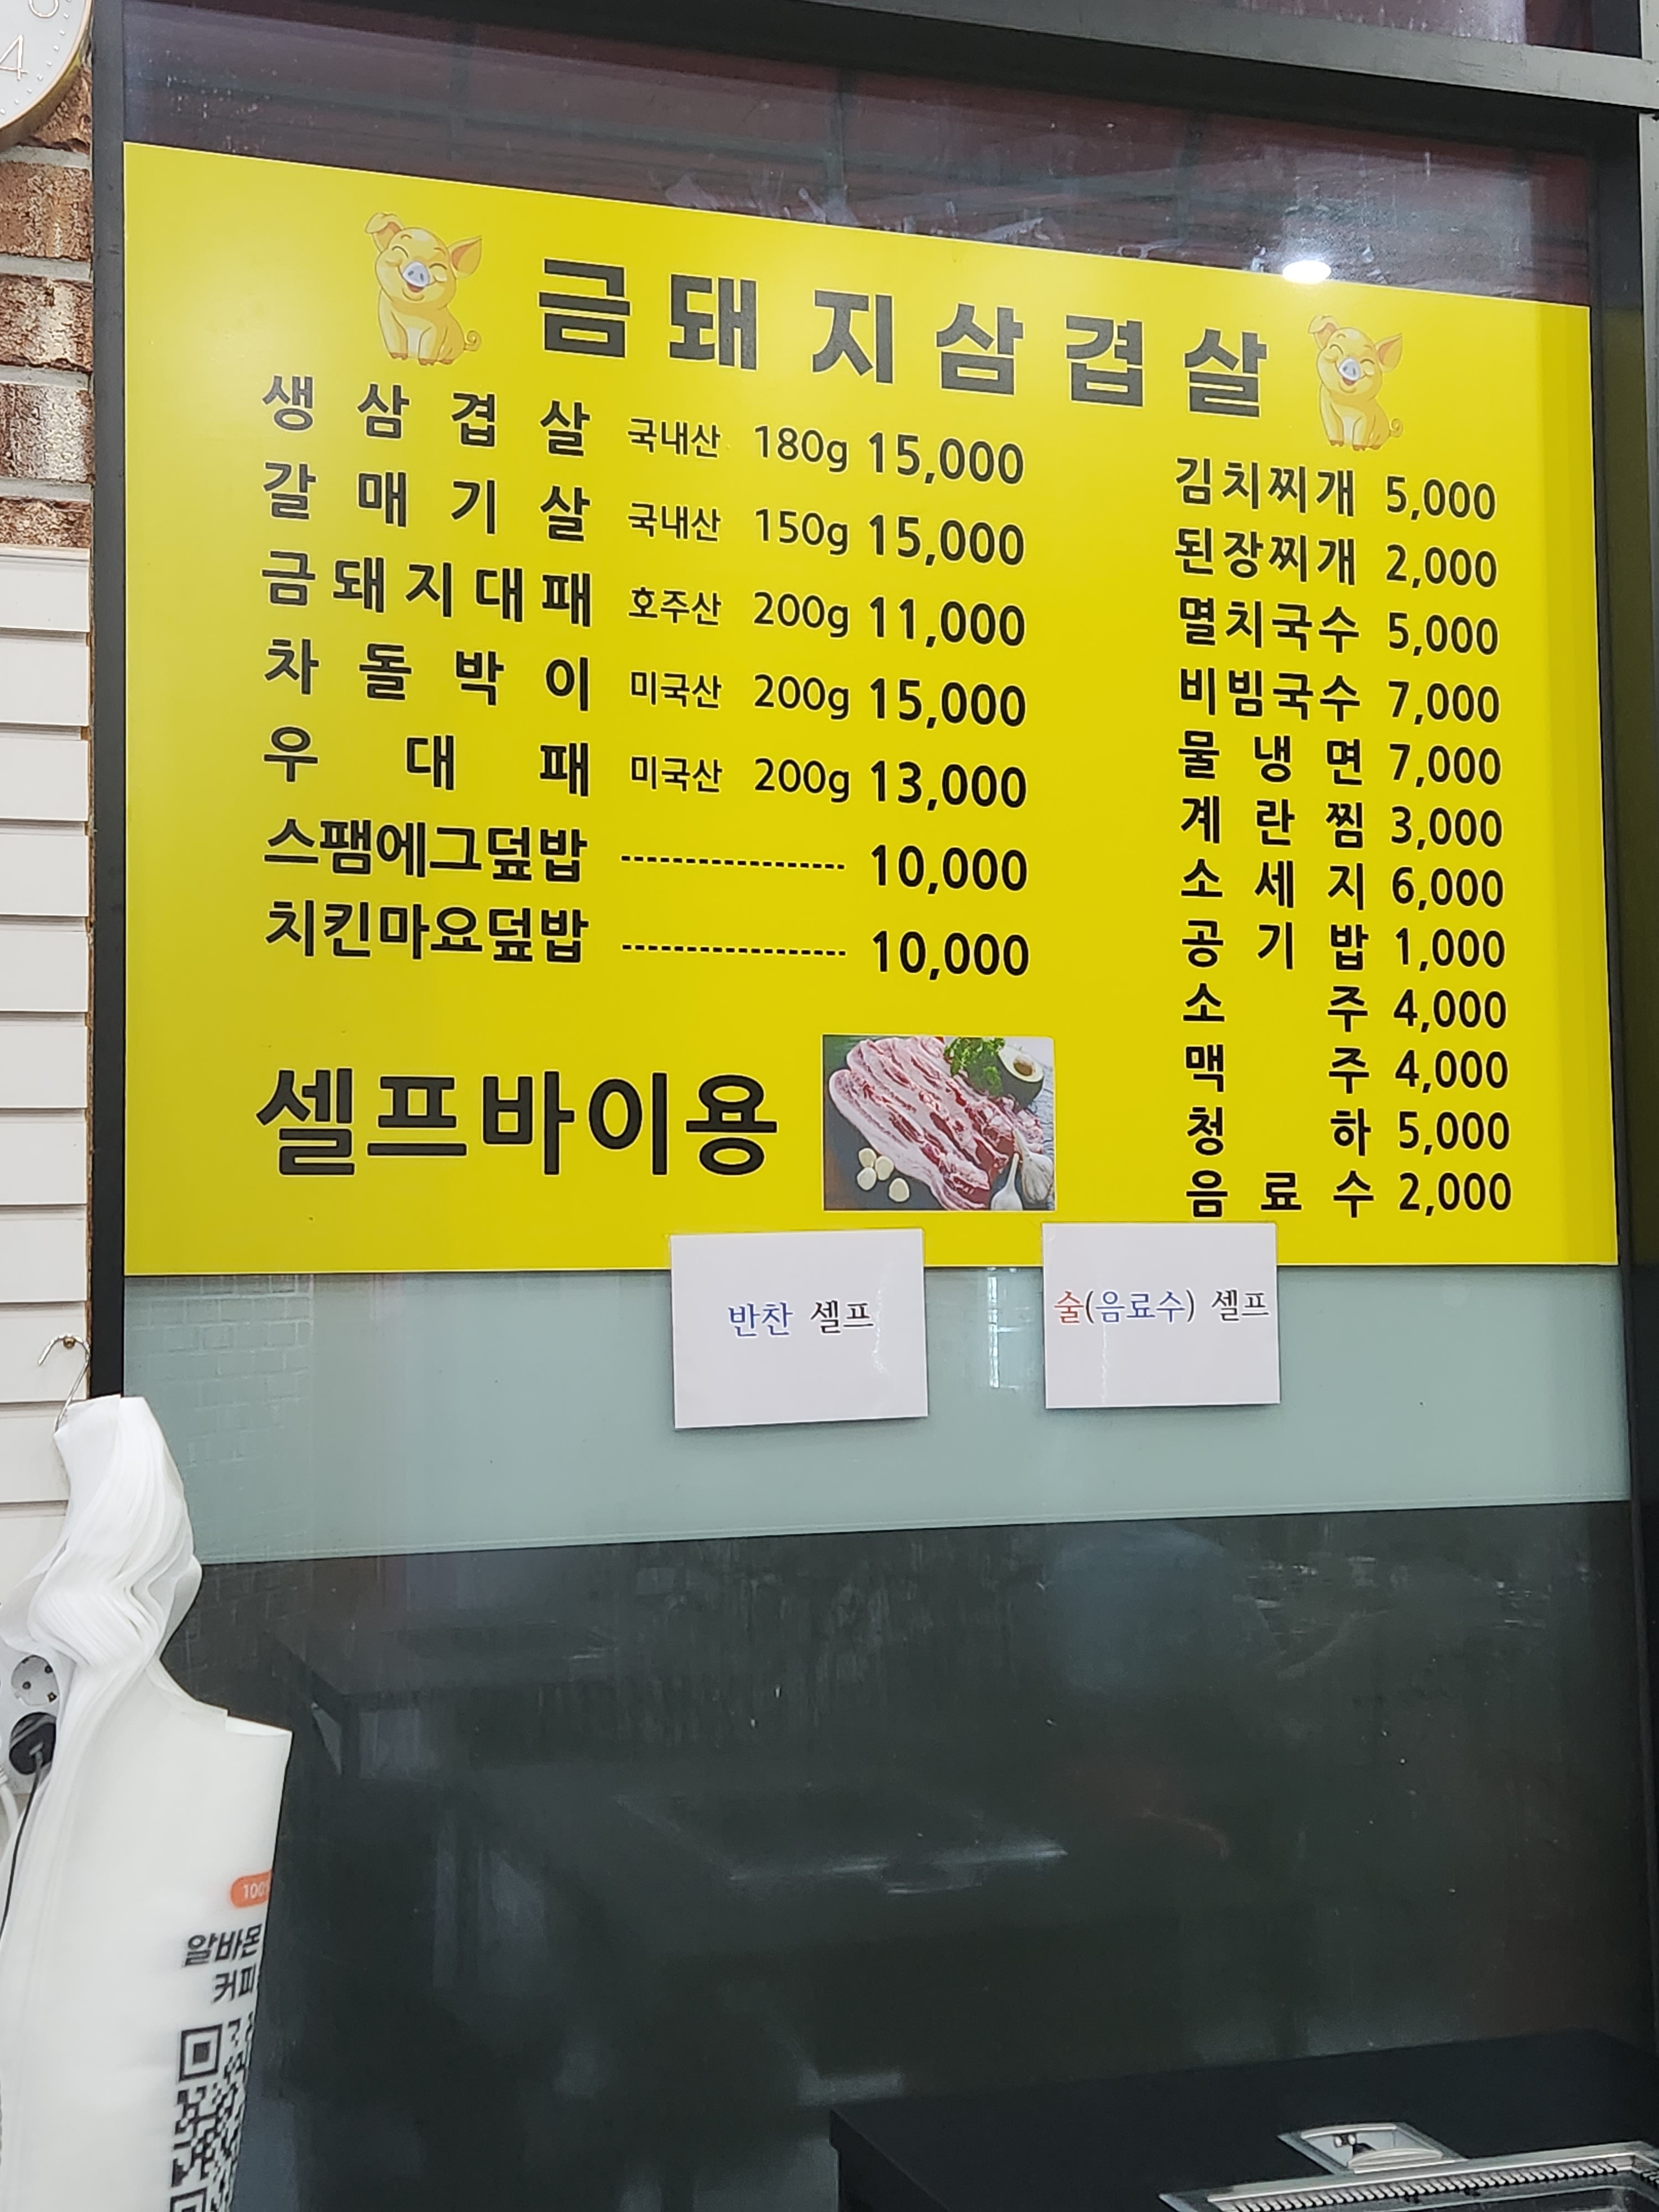 금돼지삼겹살
생삼겹살 국내산 180g 15,000
갈매기살 국내산 150g 15,000
금돼지대패 호주산 200g 11,000
차돌박이 미국산 200g 15,000
우대패 미국산 200g 13,000
스팸에그덮밥 ------------------ 10,000
치킨마요덮밥 ------------------ 10,000
셀프바이용
김치찌개 5,000
된장찌개 2,000
멸치국수 5,000
비빔국수 7,000
물냉면 7,000
계란찜 3,000
소세지 6,000
공기밥 1,000
소주 4,000
맥주 4,000
청하 5,000
음료수 2,000
반찬 셀프
술(음료수) 셀프
알바몬
커피
4